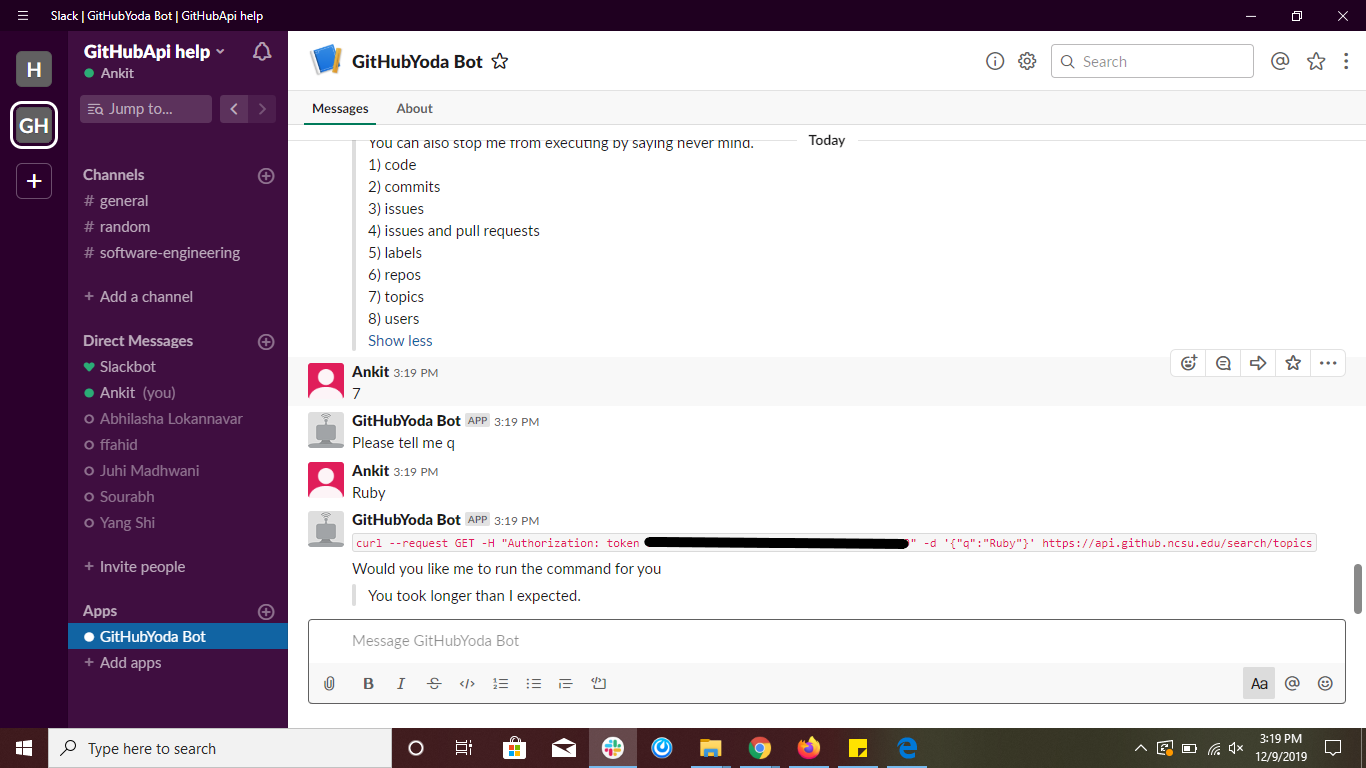 Slack | GitHubYoda Bot | GitHubApi help
H
GH
+
GitHubApi help
Ankit
Jump to...
Channels
# general
# random
# software-engineering
+ Add a channel
Direct Messages
Slackbot
Ankit (you)
Abhilasha Lokannavar
ffahid
Juhi Madhwani
Sourabh
Yang Shi
+ Invite people
Apps
GitHubYoda Bot
+ Add apps
GitHubYoda Bot
Search
Messages
About
Today
You can also stop me from executing by saying never mind.
1) code
2) commits
3) issues
4) issues and pull requests
5) labels
6) repos
7) topics
8) users
Show less
Ankit 3:19 PM
7
GitHubYoda Bot APP 3:19 PM
Please tell me q
Ankit 3:19 PM
Ruby
GitHubYoda Bot APP 3:19 PM
curl --request GET -H "Authorization: token " -d '{"q":"Ruby"}' https://api.github.ncsu.edu/search/topics
Would you like me to run the command for you
You took longer than I expected.
Message GitHubYoda Bot
B I S </> Aa @
Type here to search
3:19 PM
12/9/2019